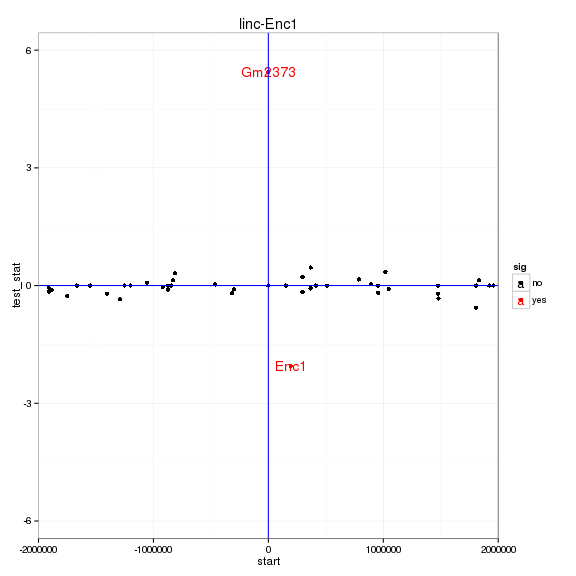 linc-Enc1
6
3
0
-3
-6
test_stat
Gm2373
Enc1
-2000000
-1000000
0
1000000
2000000
start
sig
a no
a yes